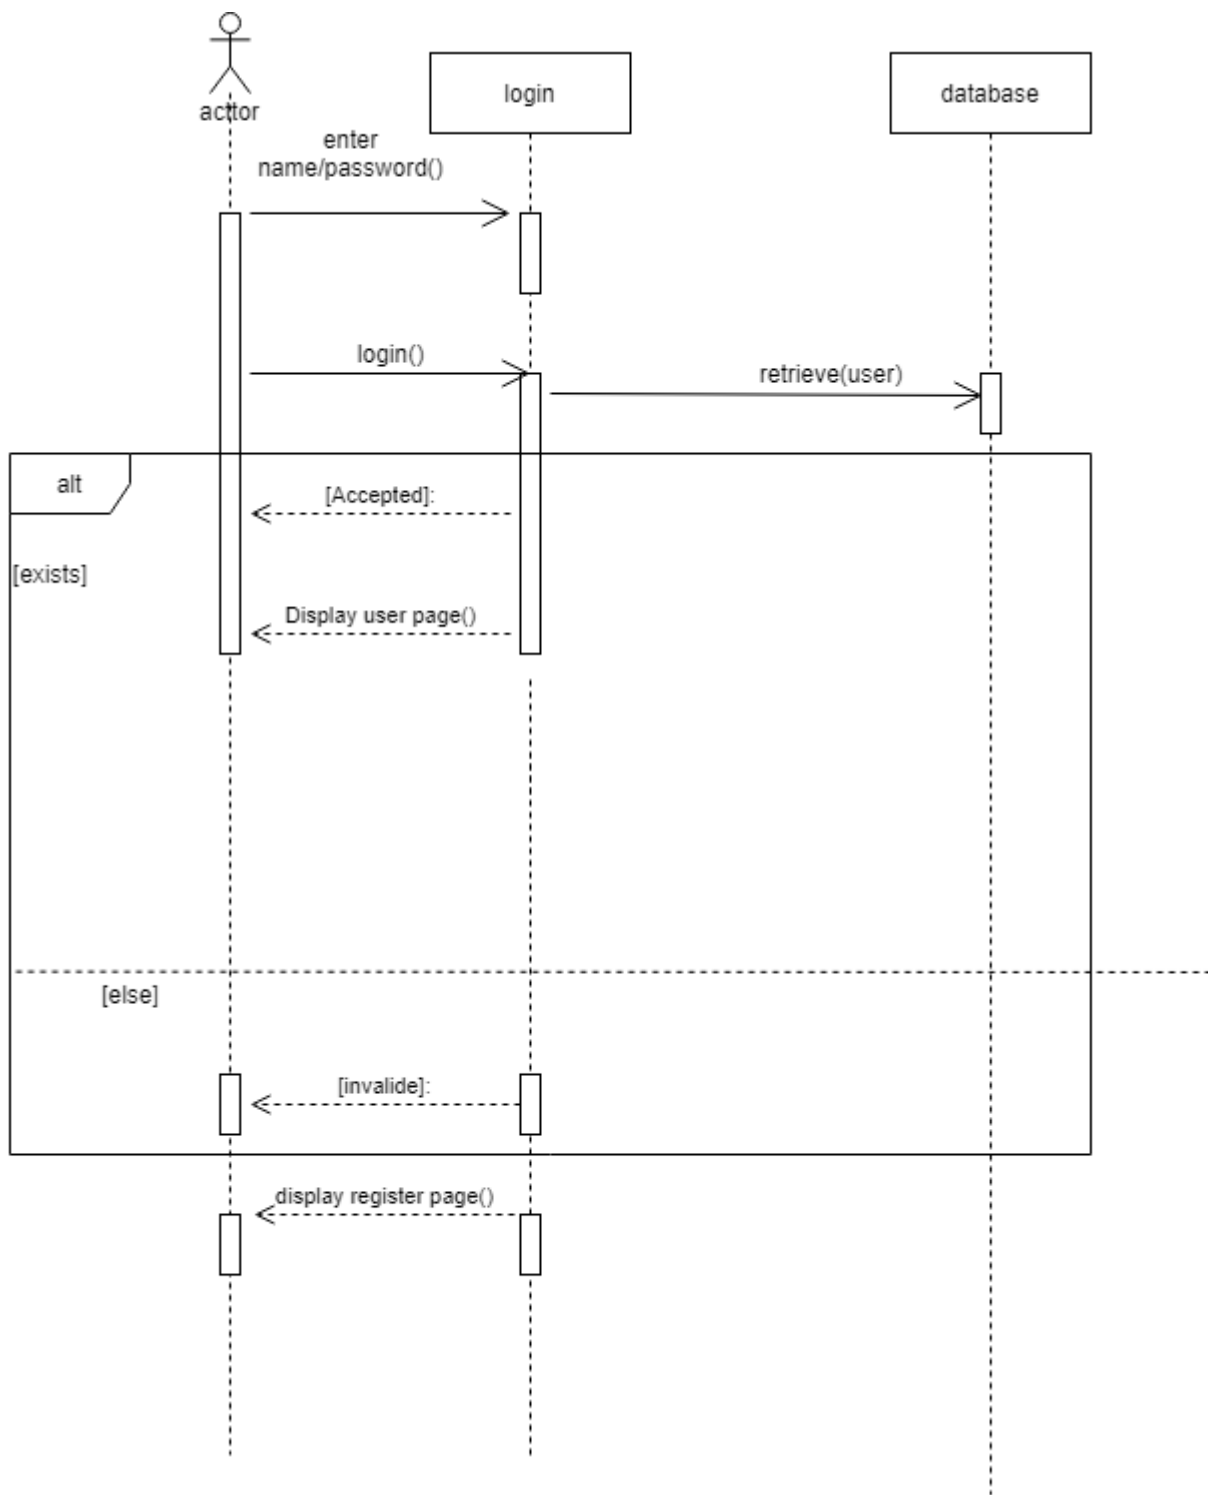 acttor
login
database
enter
name/password()
login()
retrieve(user)
alt
[Accepted]:
[exists]
Display user page()
[else]
[invalide]:
display register page()